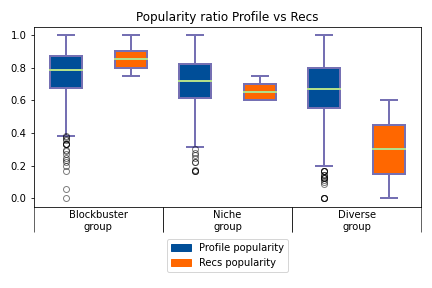 Popularity ratio Profile vs Recs
1.0
0.8
0.6
0.4
0.2
0.0
Blockbuster
group
Niche
group
Diverse
group
Profile popularity
Recs popularity